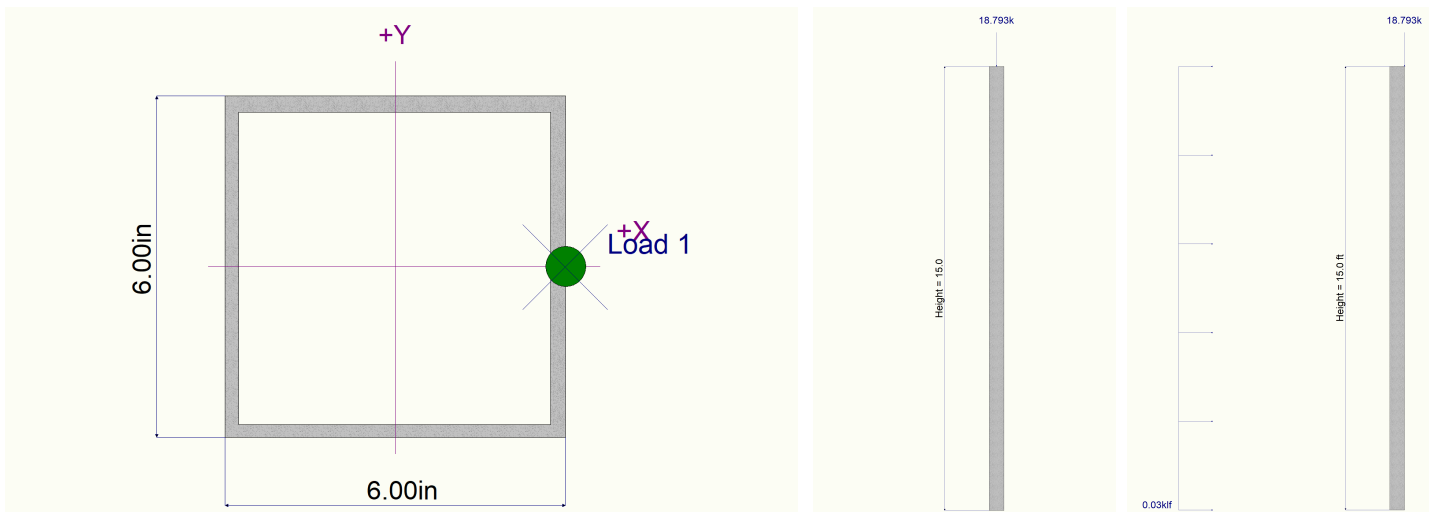 +Y
6.00in
+X
Load 1
6.00in
18.793k
Height = 15.0
18.793k
Height = 15.0 ft
0.03klf